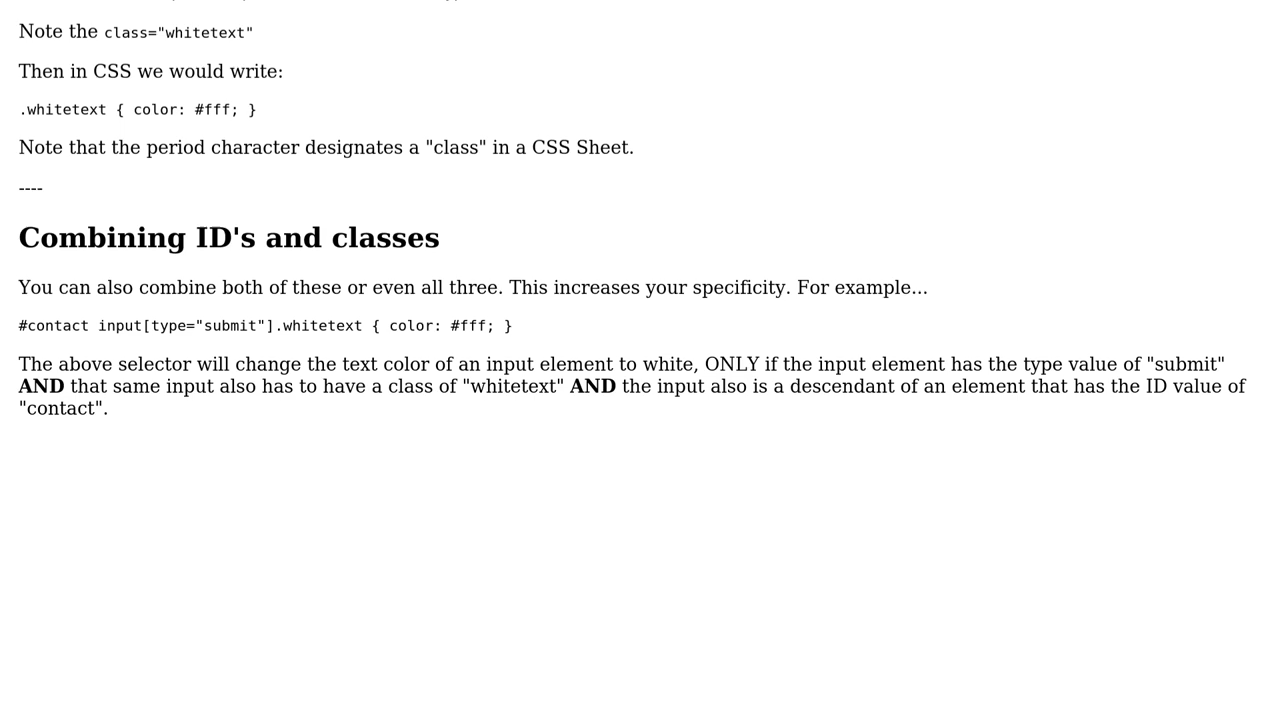 Note the class="whitetext"
Then in CSS we would write:
.whitetext { color: #fff; }
Note that the period character designates a "class" in a CSS Sheet.
----
Combining ID's and classes
You can also combine both of these or even all three. This increases your specificity. For example...
#contact input[type="submit"].whitetext { color: #fff; }
The above selector will change the text color of an input element to white, ONLY if the input element has the type value of "submit"
AND that same input also has to have a class of "whitetext" AND the input also is a descendant of an element that has the ID value of
"contact".